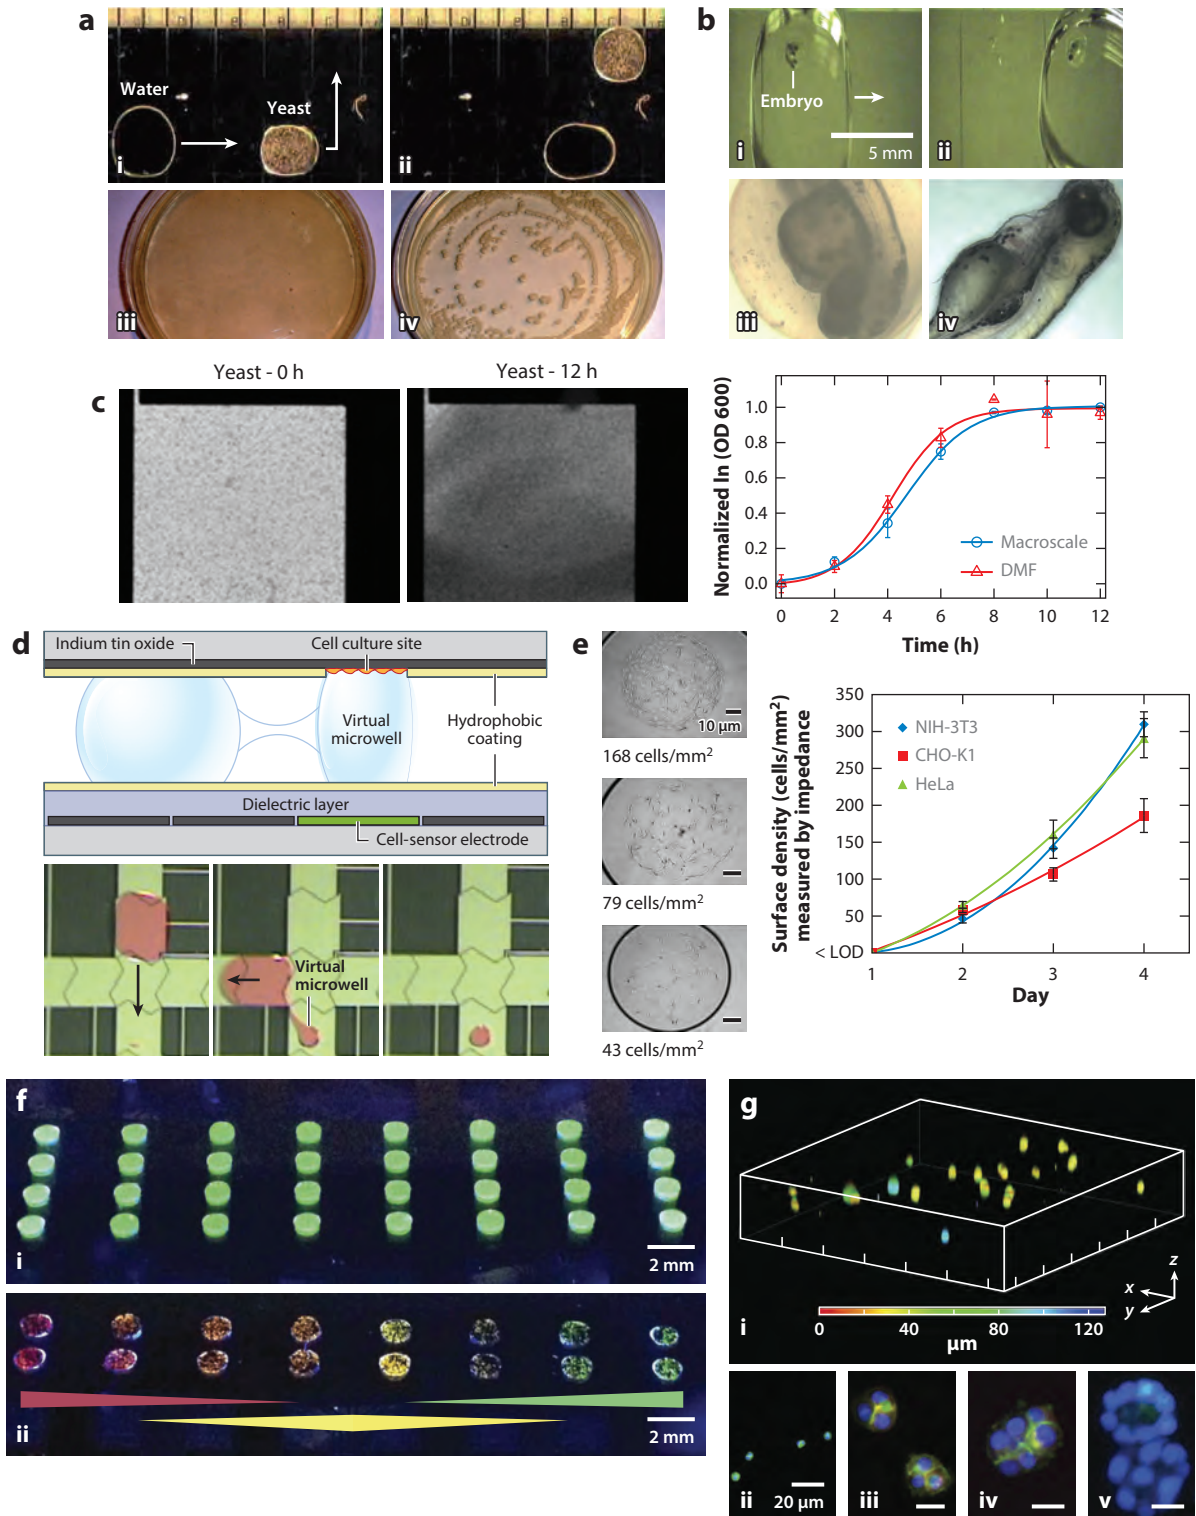 a
Water
Yeast
i
ii
iii
iv
b
Embryo
i
5 mm
ii
iii
iv
c
Yeast - 0 h
Yeast - 12 h
Normalized ln (OD 600)
1.0
0.8
0.6
0.4
0.2
0.0
Macroscale
DMF
0 2 4 6 8 10 12
Time (h)
d
Indium tin oxide
Cell culture site
Virtual
microwell
Hydrophobic
coating
Dielectric layer
Cell-sensor electrode
Virtual
microwell
e
10 µm
168 cells/mm²
79 cells/mm²
43 cells/mm²
Surface density (cells/mm²)
measured by impedance
350
300
250
200
150
100
50
< LOD
NIH-3T3
CHO-K1
HeLa
1 2 3 4
Day
f
i
2 mm
ii
2 mm
g
z
x
y
i
0 40 80 120
µm
ii
20 µm
iii
iv
v